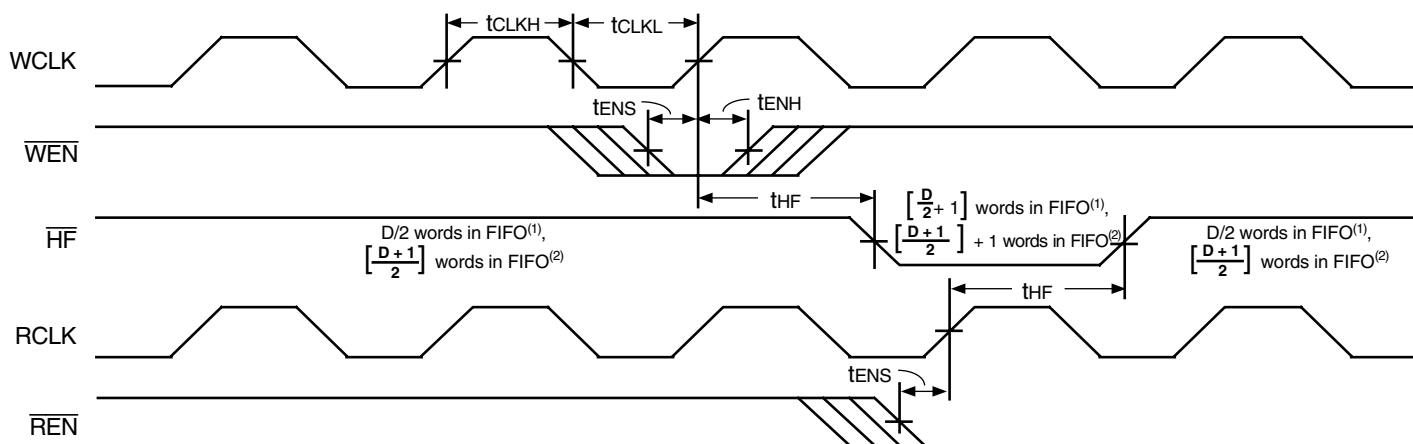 tCLKH
tCLKL
WCLK
tENS
tENH
WEN
tHF
[D/2 + 1] words in FIFO(1),
[D + 1/2] + 1 words in FIFO(2)
HF
D/2 words in FIFO(1),
[D + 1/2] words in FIFO(2)
D/2 words in FIFO(1),
[D + 1/2] words in FIFO(2)
tHF
RCLK
tENS
REN